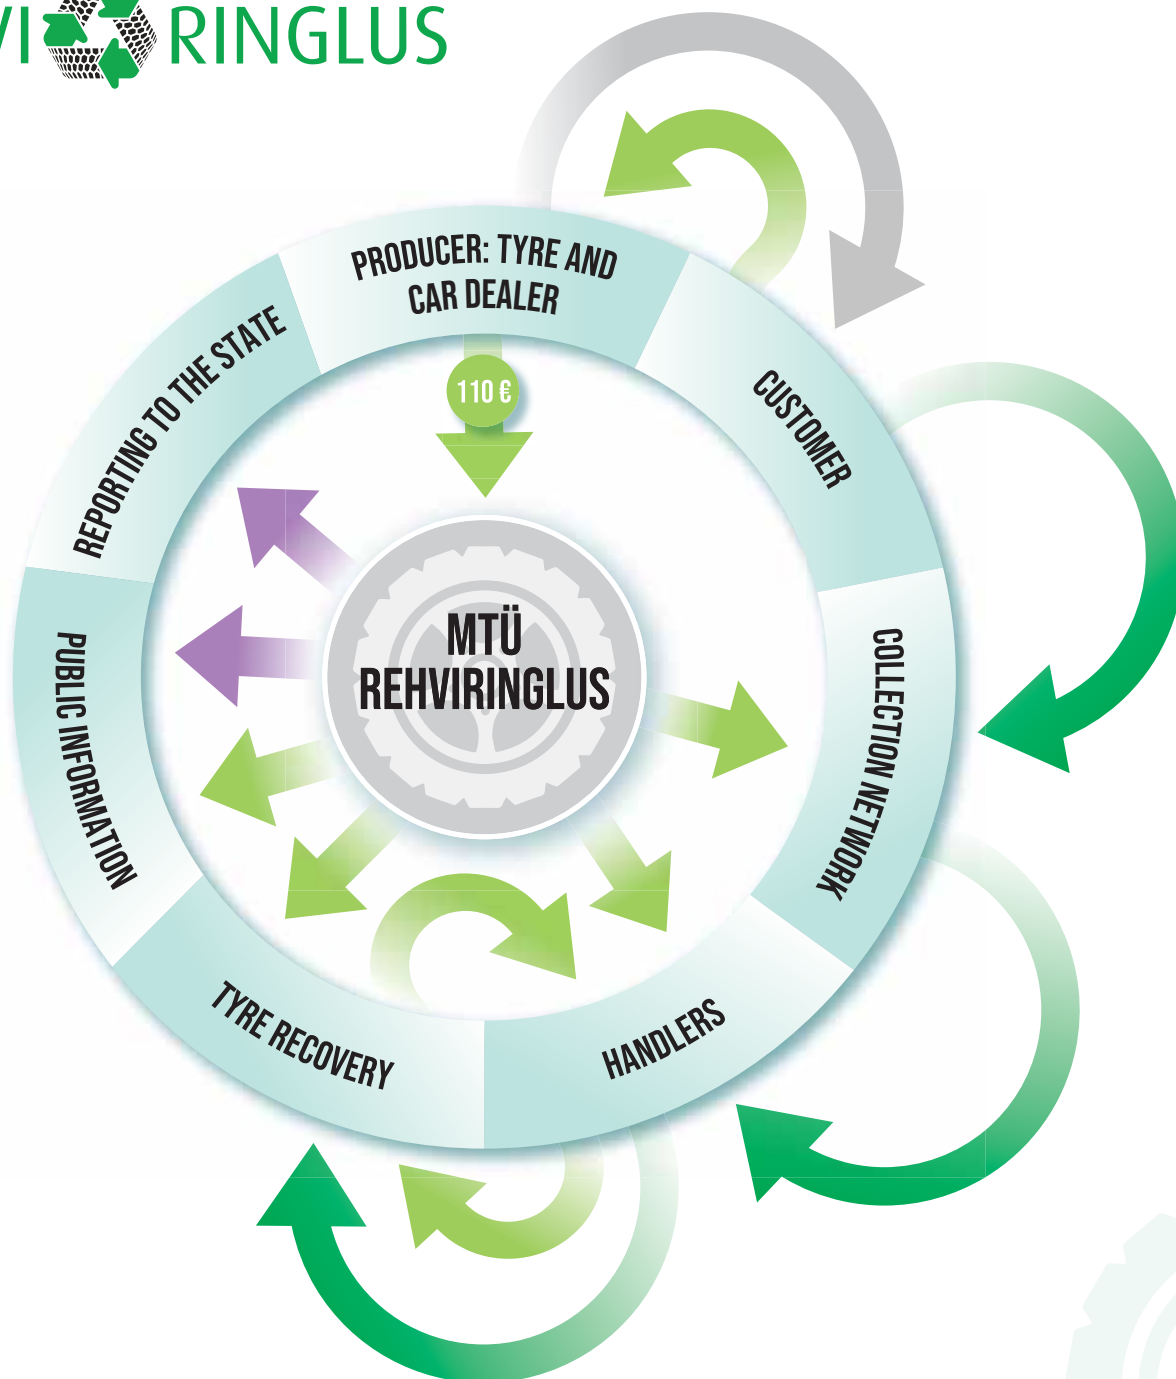 RINGLUS
PRODUCER: TYRE AND
CAR DEALER
110 €
REPORTING TO THE STATE
CUSTOMER
MTÜ
REHVIRINGLUS
PUBLIC INFORMATION
COLLECTION NETWORK
TYRE RECOVERY
HANDLERS